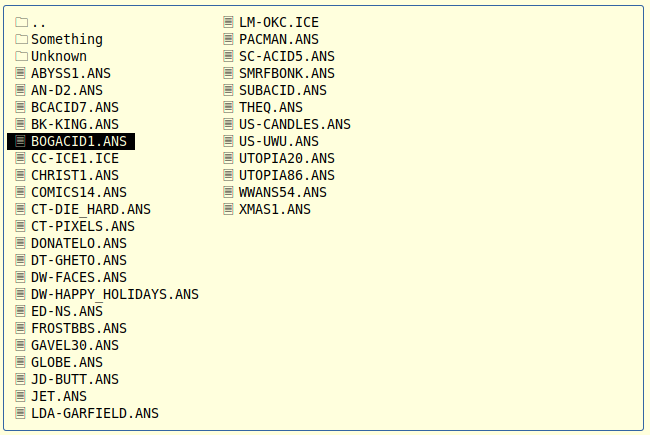 ..
Something
Unknown
ABYSS1.ANS
AN-D2.ANS
BCACID7.ANS
BK-KING.ANS
BOGACID1.ANS
CC-ICE1.ICE
CHRIST1.ANS
COMICS14.ANS
CT-DIE_HARD.ANS
CT-PIXELS.ANS
DONATELO.ANS
DT-GHETO.ANS
DW-FACES.ANS
DW-HAPPY_HOLIDAYS.ANS
ED-NS.ANS
FROSTBBS.ANS
GAVEL30.ANS
GLOBE.ANS
JD-BUTT.ANS
JET.ANS
LDA-GARFIELD.ANS
LM-OKC.ICE
PACMAN.ANS
SC-ACID5.ANS
SMRFBONK.ANS
SUBACID.ANS
THEQ.ANS
US-CANDLES.ANS
US-UWU.ANS
UTOPIA20.ANS
UTOPIA86.ANS
WWANS54.ANS
XMAS1.ANS